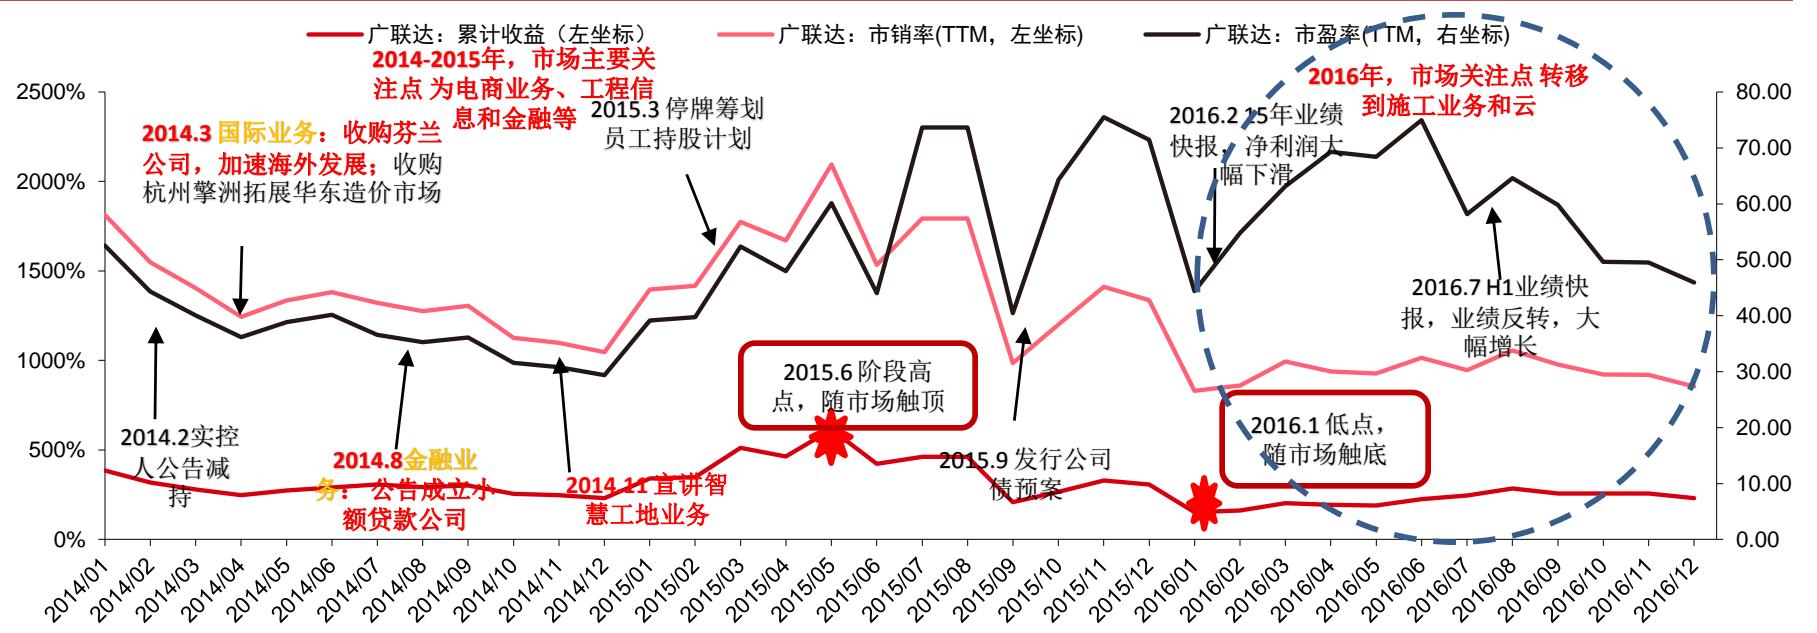 广联达：累计收益（左坐标）
广联达：市销率(TTM，左坐标)
广联达：市盈率(TTM，右坐标)
2014-2015年，市场主要关
注点 为电商业务、工程信
息和金融等
2016年，市场关注点 转移
到施工业务和云
2014.3 国际业务：收购芬兰
公司，加速海外发展；收购
杭州擎洲拓展华东造价市场
2015.3 停牌筹划
员工持股计划
2016.2 15年业绩
快报，净利润大
幅下滑
2016.7 H1业绩快
报，业绩反转，大
幅增长
2015.6 阶段高
点，随市场触顶
2016.1 低点，
随市场触底
2014.2实控
人公告减
持
2014.8金融业
务： 公告成立小
额贷款公司
2014.11 宣讲智
慧工地业务
2015.9 发行公司
债预案
2500%
2000%
1500%
1000%
500%
0%
80.00
70.00
60.00
50.00
40.00
30.00
20.00
10.00
0.00
2014/01
2014/02
2014/03
2014/04
2014/05
2014/06
2014/07
2014/08
2014/09
2014/10
2014/11
2014/12
2015/01
2015/02
2015/03
2015/04
2015/05
2015/06
2015/07
2015/08
2015/09
2015/10
2015/11
2015/12
2016/01
2016/02
2016/03
2016/04
2016/05
2016/06
2016/07
2016/08
2016/09
2016/10
2016/11
2016/12